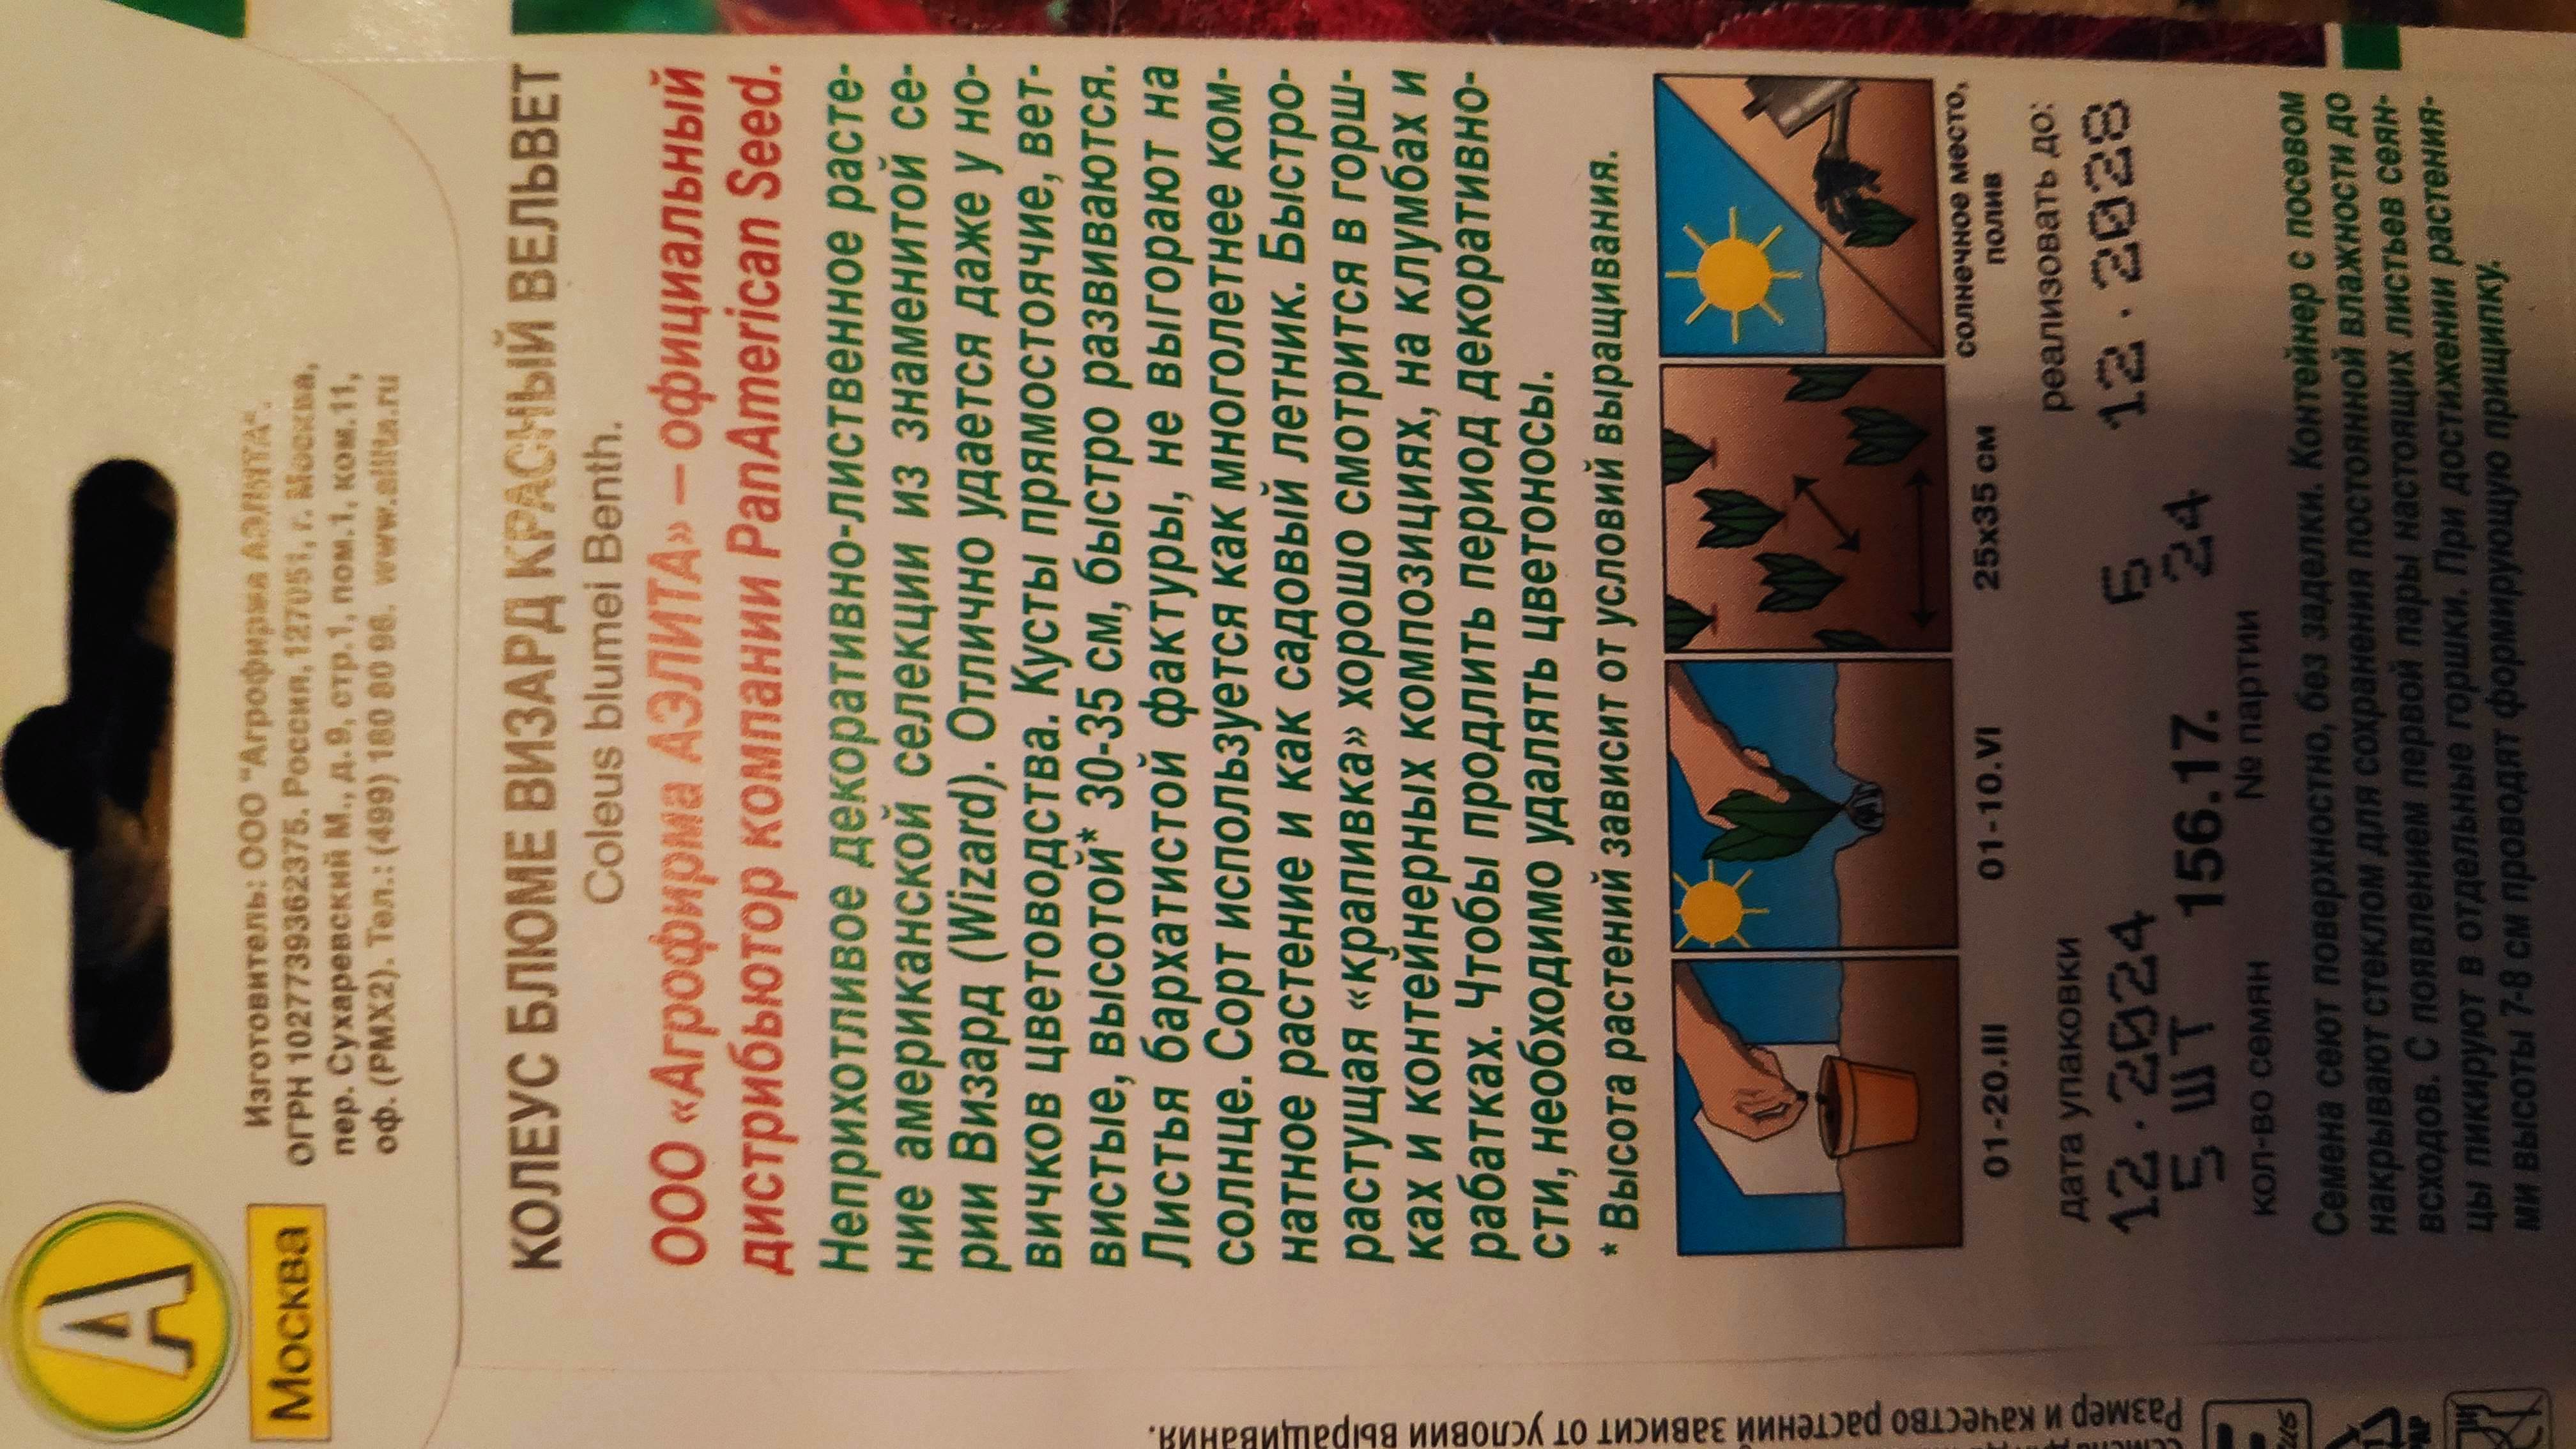 А
МОСКВА
Изготовитель: ООО "Агрофирма АЭЛИТА".
ОГРН 1027739362375. Россия, 127051, г. Москва,
пер. Сухаревский М., д.9, стр.1, пом.1, ком.11,
оф. (РМХ2). Тел.: (499) 180 80 96. www.ailita.ru
КОЛЕУС БЛЮМЕ ВИЗАРД КРАСНЫЙ ВЕЛЬВЕТ
Coleus blumei Benth.
ООО «Агрофирма АЭЛИТА» – официальный
дистрибьютор компании PanAmerican Seed.
Неприхотливое декоративно-лиственное расте-
ние американской селекции из знаменитой се-
рии Визард (Wizard). Отлично удается даже у но-
вичков цветоводства. Кусты прямостоячие, вет-
вистые, высотой* 30-35 см, быстро развиваются.
Листья бархатистой фактуры, не выгорают на
солнце. Сорт используется как многолетнее ком-
натное растение и как садовый летник. Быстро-
растущая «крапивка» хорошо смотрится в горш-
ках и контейнерных композициях, на клумбах и
рабатках. Чтобы продлить период декоративно-
сти, необходимо удалять цветоносы.
* Высота растений зависит от условий выращивания.
01-20.III 01-10.VI 25х35 см солнечное место,
полив
дата упаковки реализовать до:
12.2024 Б 12.2028
5 ШТ 156.17. 24
кол-во семян № партии
Семена сеют поверхностно, без заделки. Контейнер с посевом
накрывают стеклом для сохранения постоянной влажности до
всходов. С появлением первой пары настоящих листьев сеян-
цы пикируют в отдельные горшки. При достижении растения-
ми высоты 7-8 см проводят формирующую прищипку.
Размер и качество растений зависит от условий выращивания.